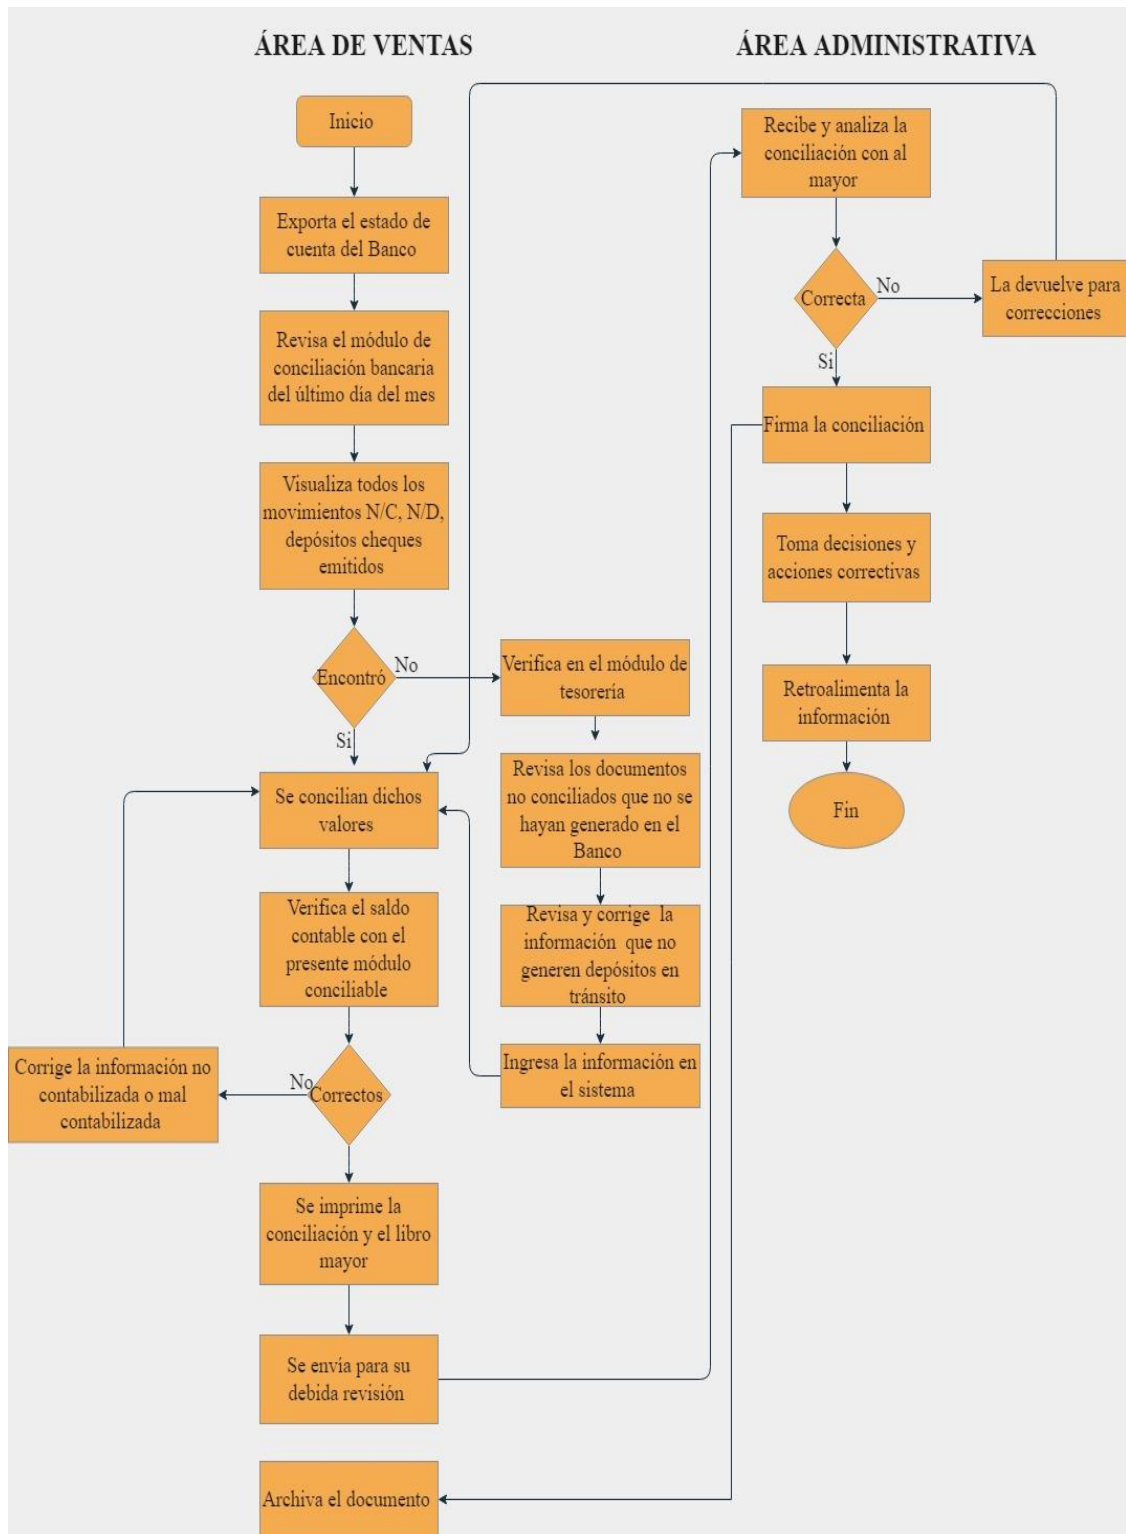 ÁREA DE VENTAS
Inicio
Exporta el estado de
cuenta del Banco
Revisa el módulo de
conciliación bancaria
del último día del mes
Visualiza todos los
movimientos N/C, N/D,
depósitos cheques
emitidos
Encontró
No
Si
Verifica en el módulo de
tesorería
Revisa los documentos
no conciliados que no se
hayan generado en el
Banco
Revisa y corrige la
información que no
generen depósitos en
tránsito
Ingresa la información en
el sistema
Se concilian dichos
valores
Verifica el saldo
contable con el
presente módulo
conciliable
Correctos
No
Corrige la información no
contabilizada o mal
contabilizada
Se imprime la
conciliación y el libro
mayor
Se envía para su
debida revisión
Archiva el documento
ÁREA ADMINISTRATIVA
Recibe y analiza la
conciliación con al
mayor
Correcta
No
La devuelve para
correcciones
Si
Firma la conciliación
Toma decisiones y
acciones correctivas
Retroalimenta la
información
Fin